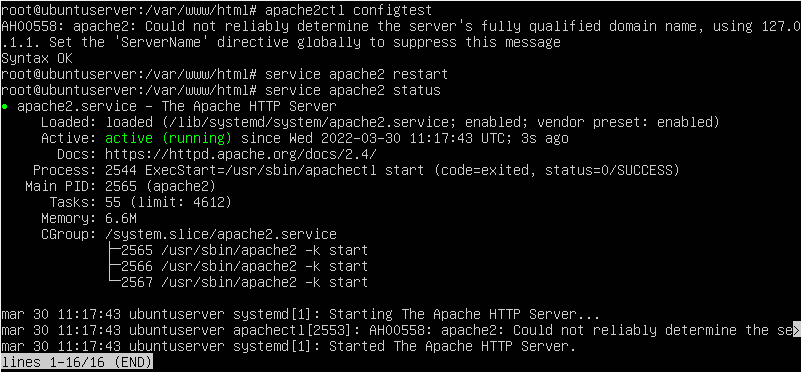 root@ubuntuserver:/var/www/html# apache2ctl configtest
AH00558: apache2: Could not reliably determine the server's fully qualified domain name, using 127.0
.1.1. Set the 'ServerName' directive globally to suppress this message
Syntax OK
root@ubuntuserver:/var/www/html# service apache2 restart
root@ubuntuserver:/var/www/html# service apache2 status
● apache2.service – The Apache HTTP Server
Loaded: loaded (/lib/systemd/system/apache2.service; enabled; vendor preset: enabled)
Active: active (running) since Wed 2022-03-30 11:17:43 UTC; 3s ago
Docs: https://httpd.apache.org/docs/2.4/
Process: 2544 ExecStart=/usr/sbin/apachectl start (code=exited, status=0/SUCCESS)
Main PID: 2565 (apache2)
Tasks: 55 (limit: 4612)
Memory: 6.6M
CGroup: /system.slice/apache2.service
├─2565 /usr/sbin/apache2 -k start
├─2566 /usr/sbin/apache2 -k start
└─2567 /usr/sbin/apache2 -k start
mar 30 11:17:43 ubuntuserver systemd[1]: Starting The Apache HTTP Server...
mar 30 11:17:43 ubuntuserver apachectl[2553]: AH00558: apache2: Could not reliably determine the se>
mar 30 11:17:43 ubuntuserver systemd[1]: Started The Apache HTTP Server.
lines 1-16/16 (END)